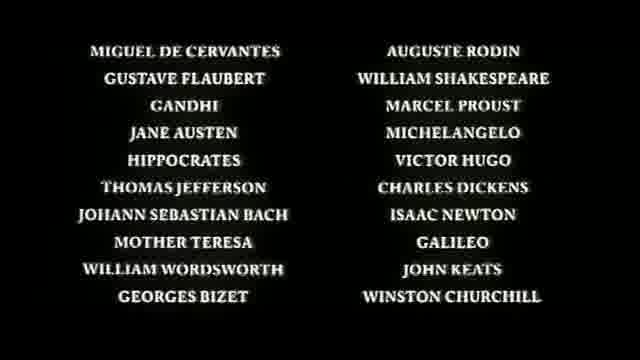 MIGUEL DE CERVANTES
GUSTAVE FLAUBERT
GANDHI
JANE AUSTEN
HIPPOCRATES
THOMAS JEFFERSON
JOHANN SEBASTIAN BACH
MOTHER TERESA
WILLIAM WORDSWORTH
GEORGES BIZET
AUGUSTE RODIN
WILLIAM SHAKESPEARE
MARCEL PROUST
MICHELANGELO
VICTOR HUGO
CHARLES DICKENS
ISAAC NEWTON
GALILEO
JOHN KEATS
WINSTON CHURCHILL